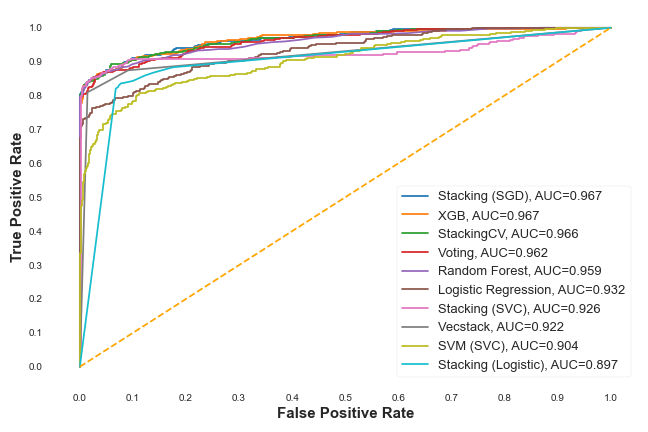 1.0
0.9
0.8
0.7
0.6
0.5
0.4
0.3
0.2
0.1
0.0
True Positive Rate
Stacking (SGD), AUC=0.967
XGB, AUC=0.967
StackingCV, AUC=0.966
Voting, AUC=0.962
Random Forest, AUC=0.959
Logistic Regression, AUC=0.932
Stacking (SVC), AUC=0.926
Vecstack, AUC=0.922
SVM (SVC), AUC=0.904
Stacking (Logistic), AUC=0.897
0.0 0.1 0.2 0.3 0.4 0.5 0.6 0.7 0.8 0.9 1.0
False Positive Rate